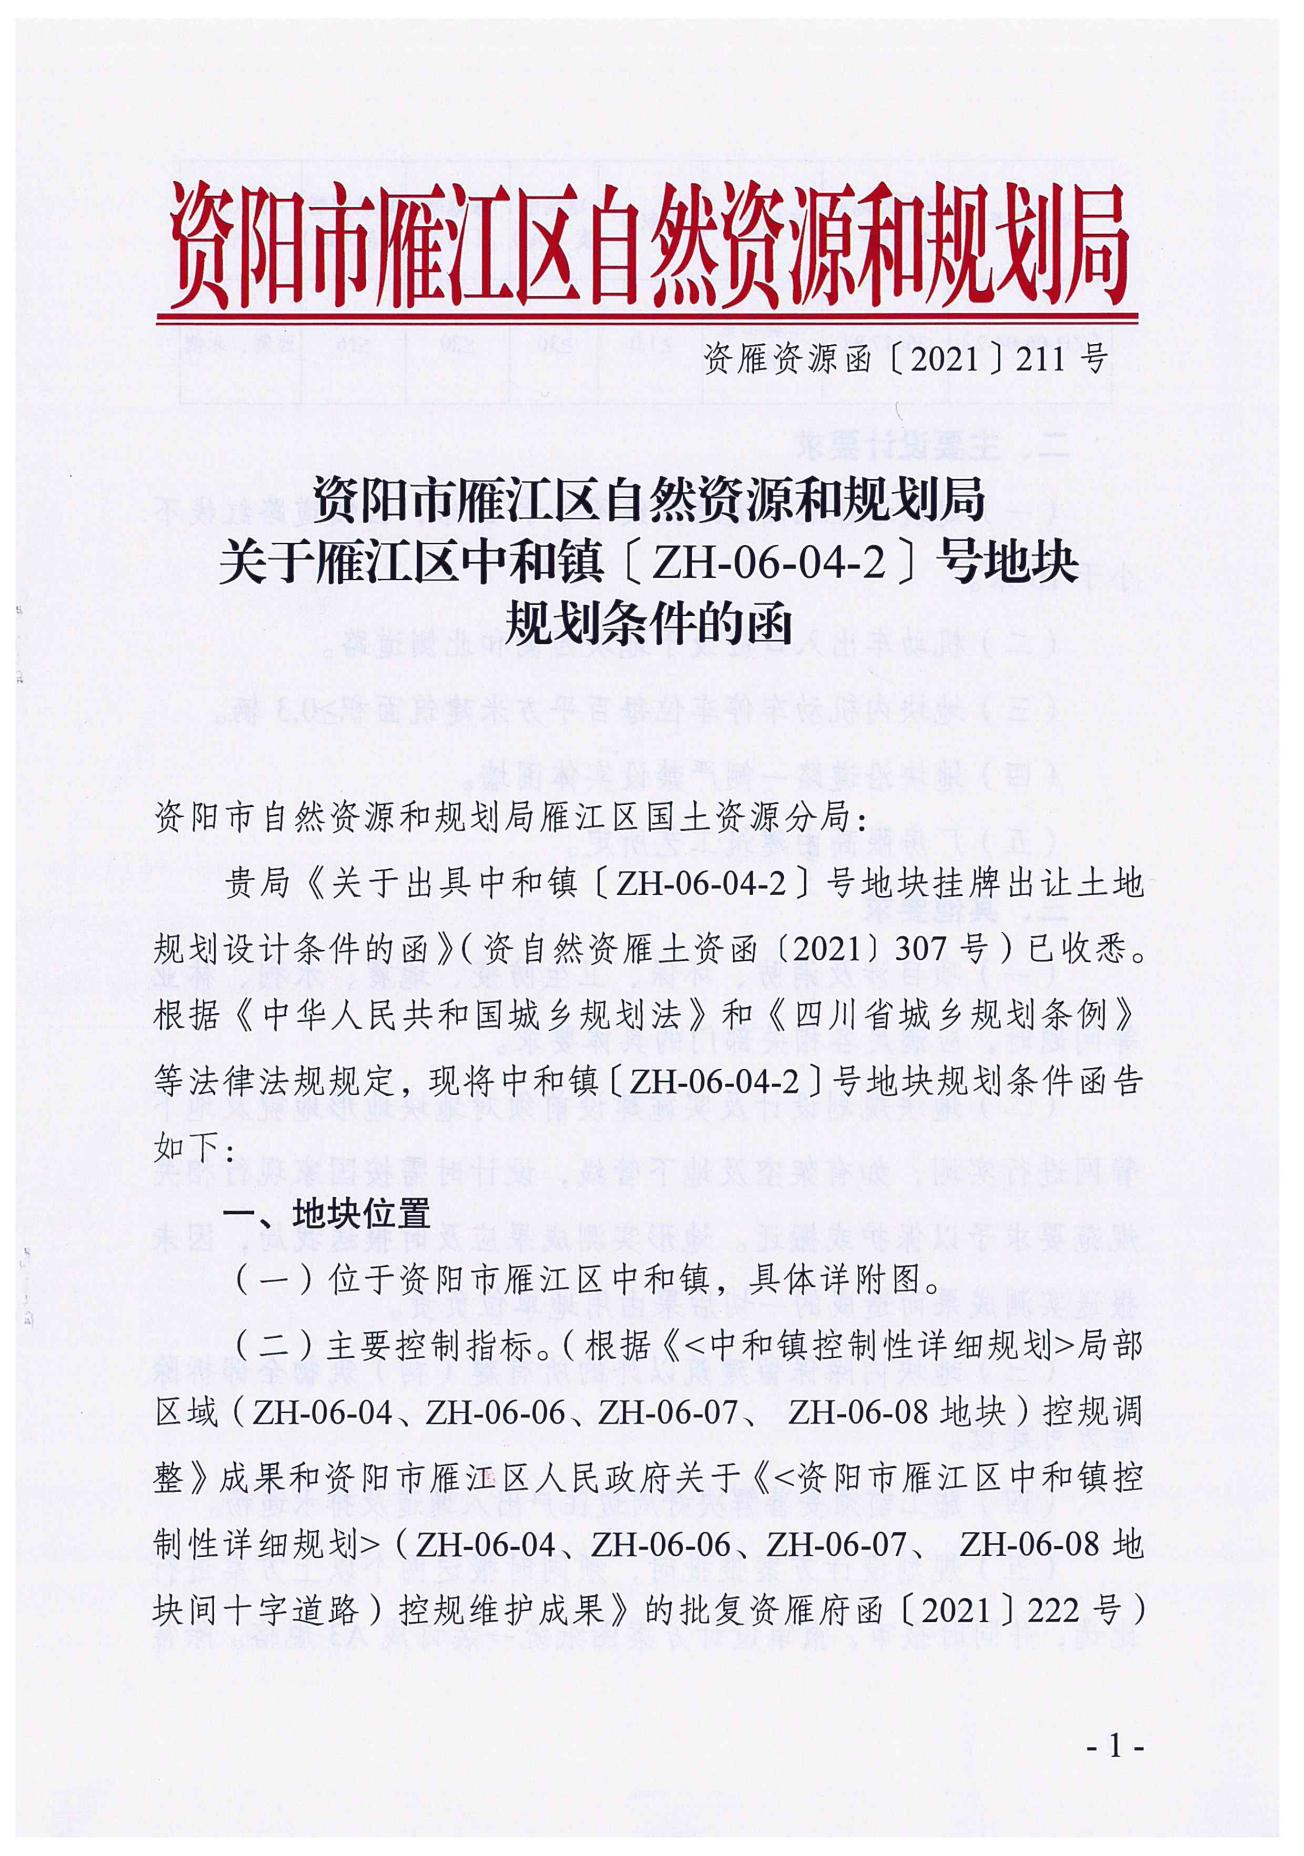 资阳市雁江区自然资源和规划局
资雁资源函〔2021〕211 号
资阳市雁江区自然资源和规划局
关于雁江区中和镇〔ZH-06-04-2〕号地块
规划条件的函
资阳市自然资源和规划局雁江区国土资源分局：
贵局《关于出具中和镇〔ZH-06-04-2〕号地块挂牌出让土地
规划设计条件的函》（资自然资雁土资函〔2021〕307 号）已收悉。
根据《中华人民共和国城乡规划法》和《四川省城乡规划条例》
等法律法规规定，现将中和镇〔ZH-06-04-2〕号地块规划条件函告
如下：
一、地块位置
（一）位于资阳市雁江区中和镇，具体详附图。
（二）主要控制指标。（根据《<中和镇控制性详细规划>局部
区域（ZH-06-04、ZH-06-06、ZH-06-07、 ZH-06-08 地块）控规调
整》成果和资阳市雁江区人民政府关于《<资阳市雁江区中和镇控
制性详细规划>（ZH-06-04、ZH-06-06、ZH-06-07、 ZH-06-08 地
块间十字道路）控规维护成果》的批复资雁府函〔2021〕222 号）
- 1 -